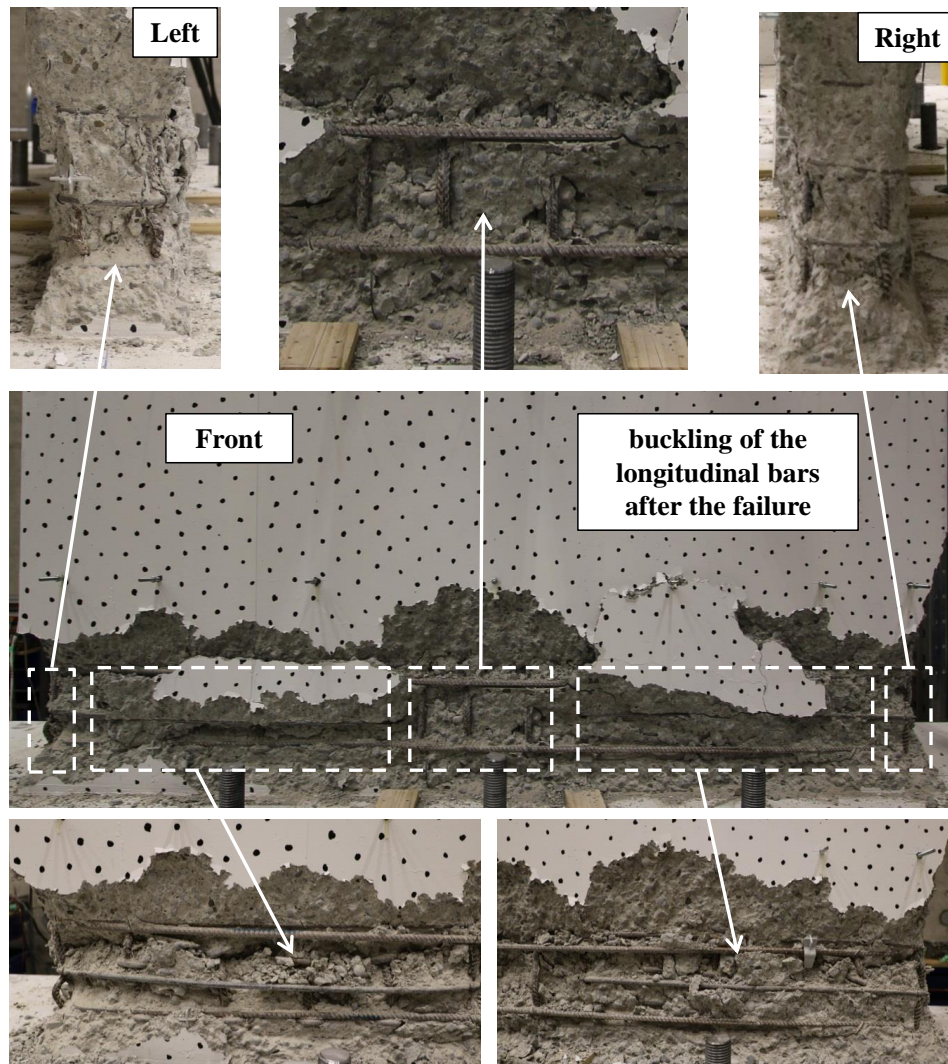 Left
Right
Front
buckling of the
longitudinal bars
after the failure